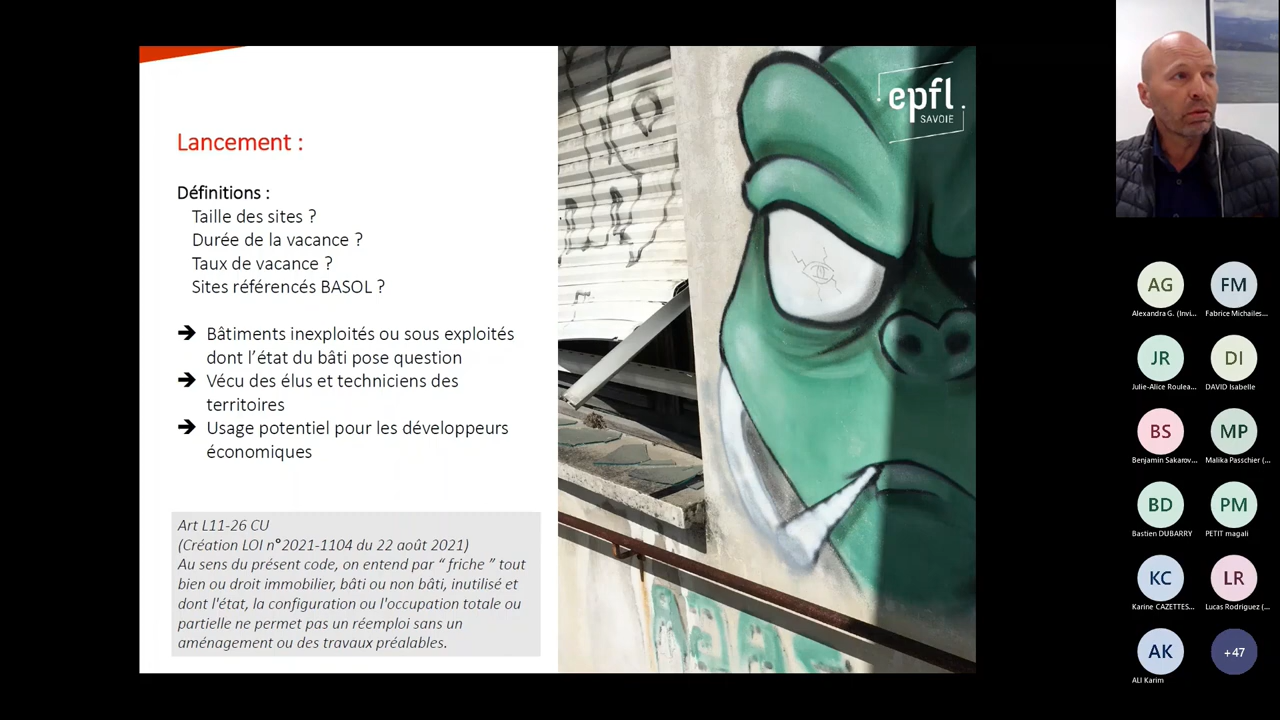 Lancement :
Définitions :
Taille des sites ?
Durée de la vacance ?
Taux de vacance ?
Sites référencés BASOL ?
➔ Bâtiments inexploités ou sous exploités
dont l'état du bâti pose question
➔ Vécu des élus et techniciens des
territoires
➔ Usage potentiel pour les développeurs
économiques
Art L11-26 CU
(Création LOI n°2021-1104 du 22 août 2021)
Au sens du présent code, on entend par “ friche ” tout
bien ou droit immobilier, bâti ou non bâti, inutilisé et
dont l'état, la configuration ou l'occupation totale ou
partielle ne permet pas un réemploi sans un
aménagement ou des travaux préalables.
epfl
SAVOIE
AG
FM
Alexandra G. (Invi...
Fabrice Michailes...
JR
DI
Julie-Alice Roulea...
DAVID Isabelle
BS
MP
Benjamin Sakarov...
Malika Passchier (...
BD
PM
Bastien DUBARRY
PETIT magali
KC
LR
Karine CAZETTES...
Lucas Rodriguez (...
AK
+47
ALI Karim